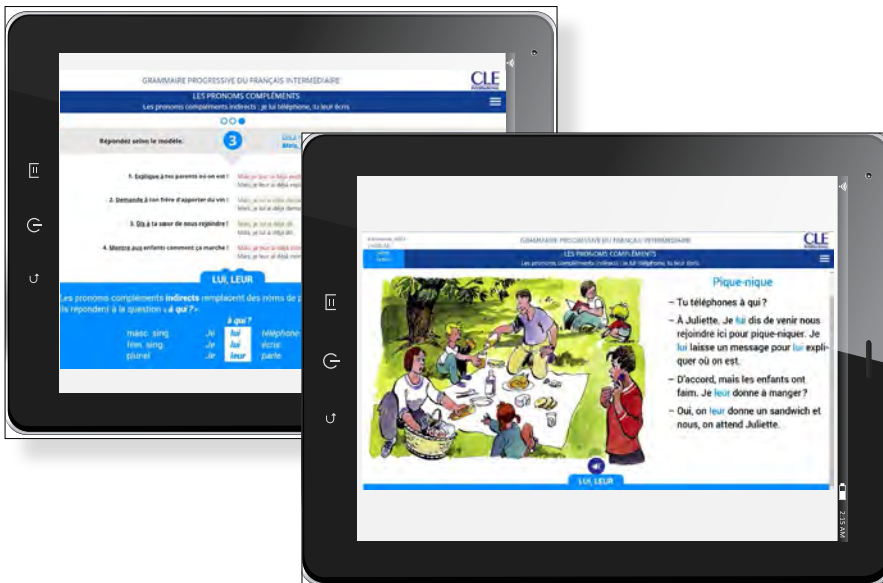 GRAMMAIRE PROGRESSIVE DU FRANÇAIS INTERMÉDIAIRE
CLE
INTERNATIONAL
LES PRONOMS COMPLÉMENTS
Les pronoms compléments indirects : je lui téléphone, tu leur écris
Répondez selon le modèle.
3
1. Explique à tes parents où on est !
2. Demande à ton frère d'apporter du vin !
3. Dis à ta sœur de nous rejoindre !
4. Montre aux enfants comment ça marche !
LUI, LEUR
Les pronoms compléments indirects remplacent des noms de p
Ils répondent à la question « à qui ? »
à qui ?
masc. sing. Je lui téléphone
fém. sing. Je lui écris
pluriel Je leur parle
GRAMMAIRE PROGRESSIVE DU FRANÇAIS INTERMÉDIAIRE
CLE
LES PRONOMS COMPLÉMENTS
Les pronoms compléments indirects : je lui téléphone, tu leur écris
Pique-nique
– Tu téléphones à qui ?
– À Juliette. Je lui dis de venir nous
rejoindre ici pour pique-niquer. Je
lui laisse un message pour lui expli-
quer où on est.
– D'accord, mais les enfants ont
faim. Je leur donne à manger ?
– Oui, on leur donne un sandwich et
nous, on attend Juliette.
LUI, LEUR
2:15 AM